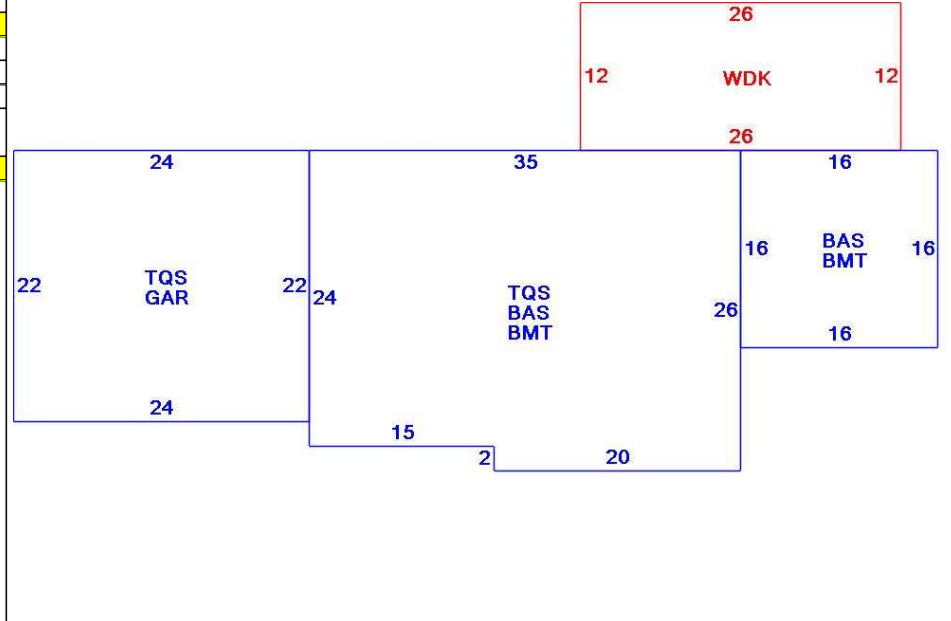 26
12 WDK 12
26
24 35 16
16 BAS 16
BMT
22 TQS 22 24
GAR
TQS
BAS
BMT
26
16
24
15
2 20